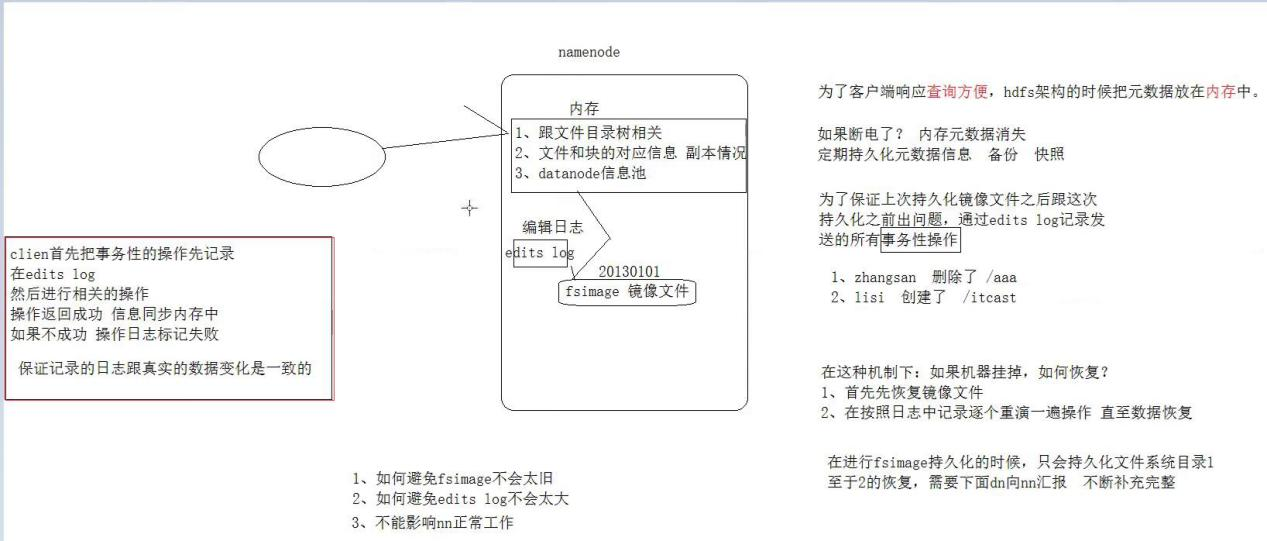 namenode
内存
1、跟文件目录树相关
2、文件和块的对应信息 副本情况
3、datanode信息池
编辑日志
edits log
20130101
fsimage 镜像文件
clien首先把事务性的操作先记录
在edits log
然后进行相关的操作
操作返回成功 信息同步内存中
如果不成功 操作日志标记失败
保证记录的日志跟真实的数据变化是一致的
为了客户端响应查询方便，hdfs架构的时候把元数据放在内存中。
如果断电了？ 内存元数据消失
定期持久化元数据信息 备份 快照
为了保证上次持久化镜像文件之后跟这次
持久化之前出问题，通过edits log记录发
送的所有事务性操作
1、zhangsan 删除了 /aaa
2、lisi 创建了 /itcast
在这种机制下：如果机器挂掉，如何恢复？
1、首先先恢复镜像文件
2、在按照日志中记录逐个重演一遍操作 直至数据恢复
在进行fsimage持久化的时候，只会持久化文件系统目录1
至于2的恢复，需要下面dn向nn汇报 不断补充完整
1、如何避免fsimage不会太旧
2、如何避免edits log不会太大
3、不能影响nn正常工作